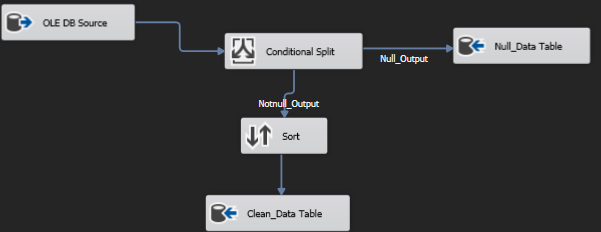 OLE DB Source
Conditional Split
Null_Output
Null_Data Table
Notnull_Output
Sort
Clean_Data Table